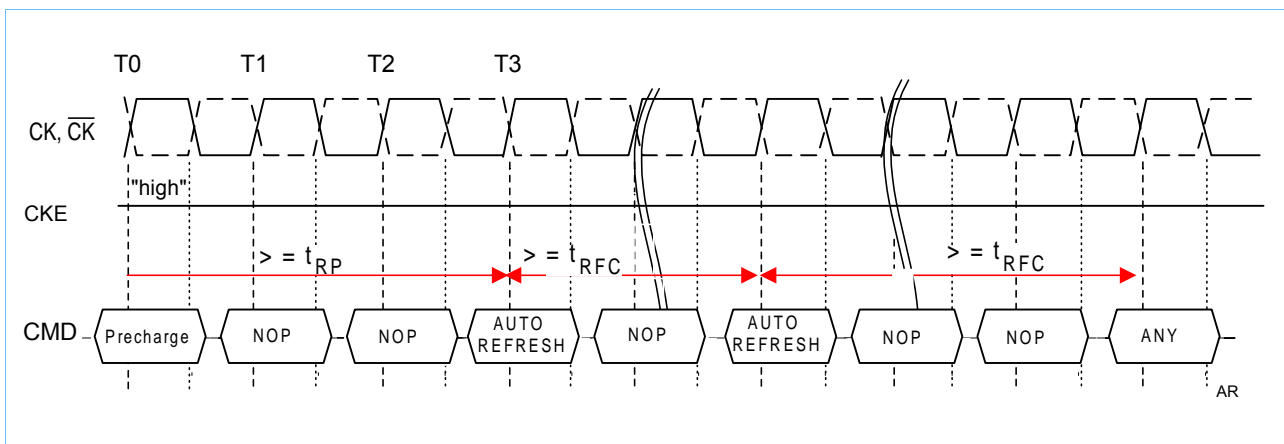 T0 T1 T2 T3
CK, CK
"high"
CKE
> = tRP > = tRFC > = tRFC
CMD Precharge NOP NOP AUTO REFRESH NOP AUTO REFRESH NOP NOP ANY
AR